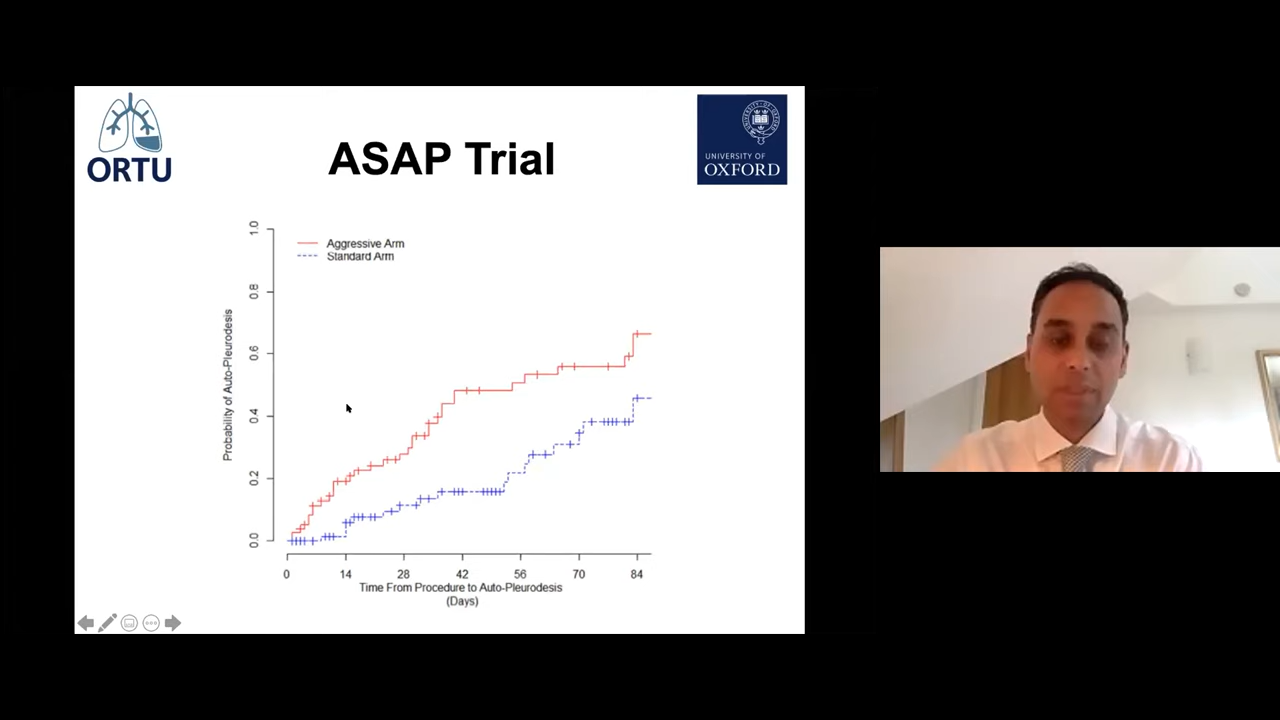 ORTU
ASAP Trial
UNIVERSITY OF
OXFORD
Aggressive Arm
Standard Arm
Probability of Auto-Pleurodesis
1.0
0.8
0.6
0.4
0.2
0.0
0 14 28 42 56 70 84
Time From Procedure to Auto-Pleurodesis
(Days)